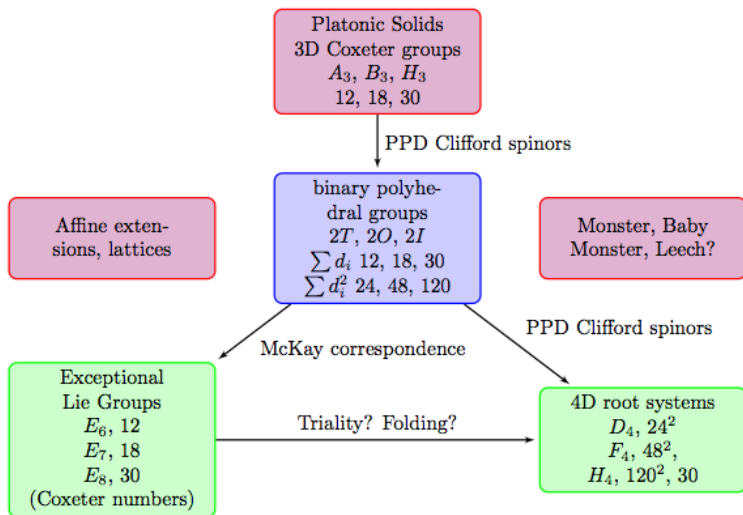 Platonic Solids
3D Coxeter groups
A₃, B₃, H₃
12, 18, 30
PPD Clifford spinors
binary polyhe-
dral groups
2T, 2O, 2I
∑ dᵢ 12, 18, 30
∑ dᵢ² 24, 48, 120
Affine exten-
sions, lattices
Monster, Baby
Monster, Leech?
McKay correspondence
PPD Clifford spinors
Exceptional
Lie Groups
E₆, 12
E₇, 18
E₈, 30
(Coxeter numbers)
Triality? Folding?
4D root systems
D₄, 24²
F₄, 48²,
H₄, 120², 30